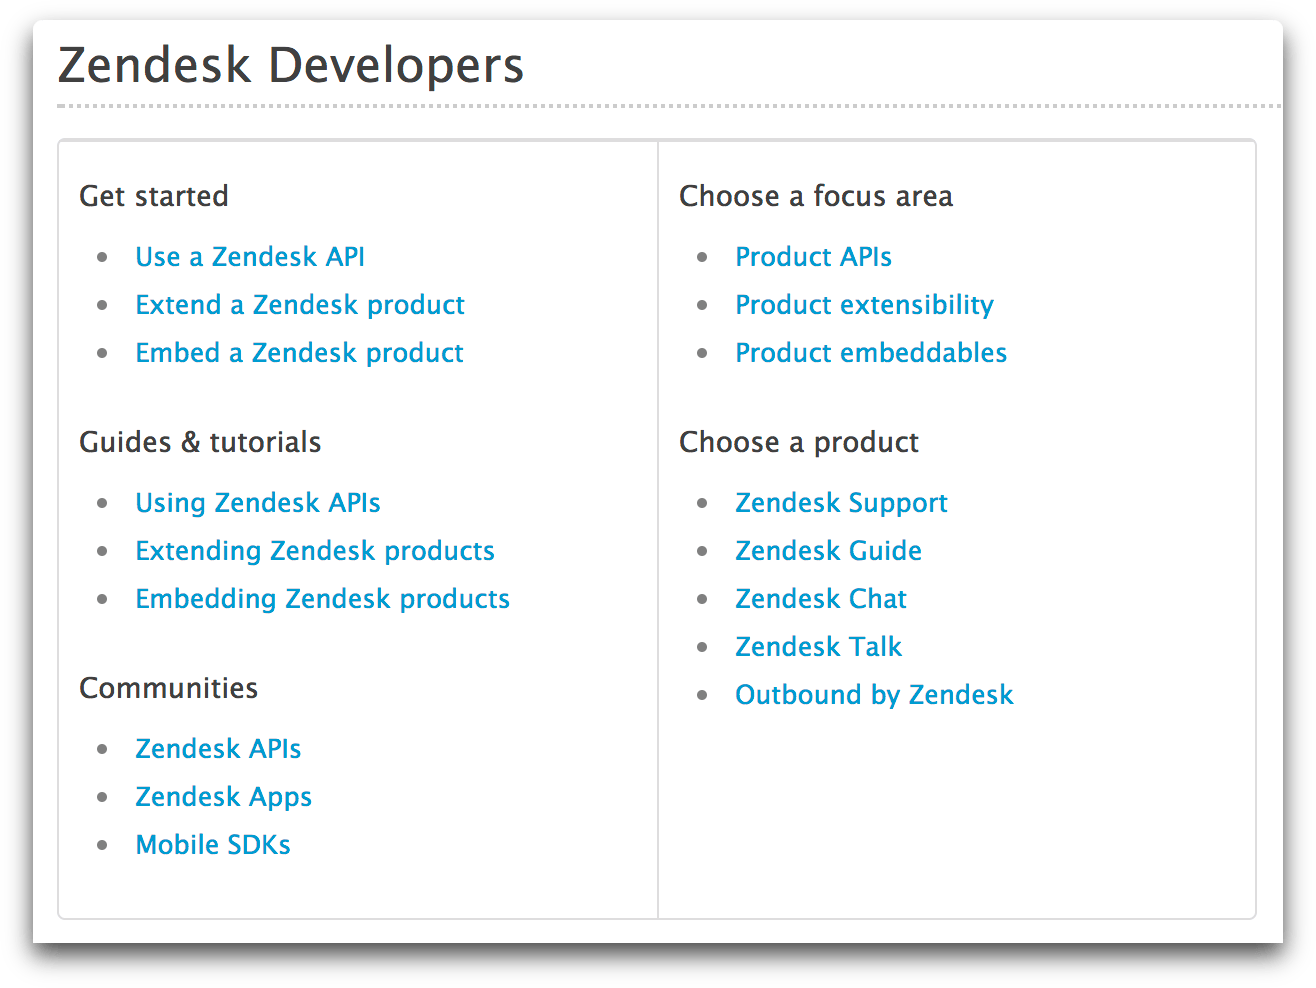 Zendesk Developers
Get started
Use a Zendesk API
Extend a Zendesk product
Embed a Zendesk product
Guides & tutorials
Using Zendesk APIs
Extending Zendesk products
Embedding Zendesk products
Communities
Zendesk APIs
Zendesk Apps
Mobile SDKs
Choose a focus area
Product APIs
Product extensibility
Product embeddables
Choose a product
Zendesk Support
Zendesk Guide
Zendesk Chat
Zendesk Talk
Outbound by Zendesk